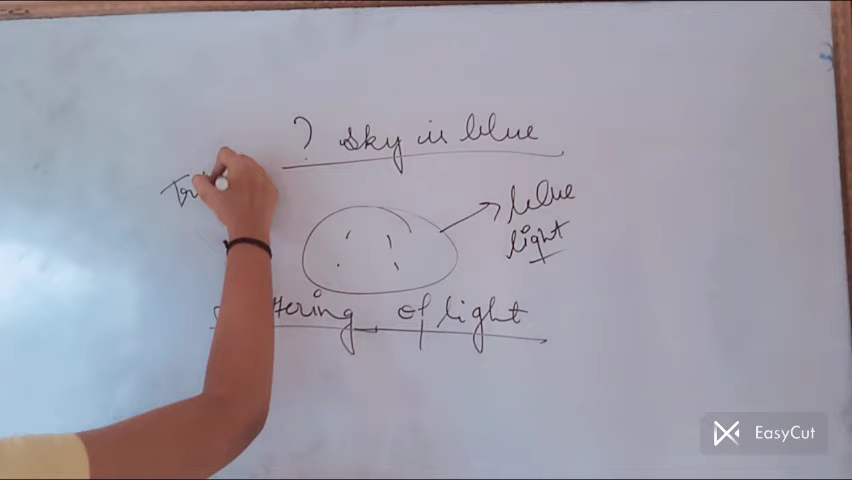 ? sky is blue
blue
light
of light
EasyCut